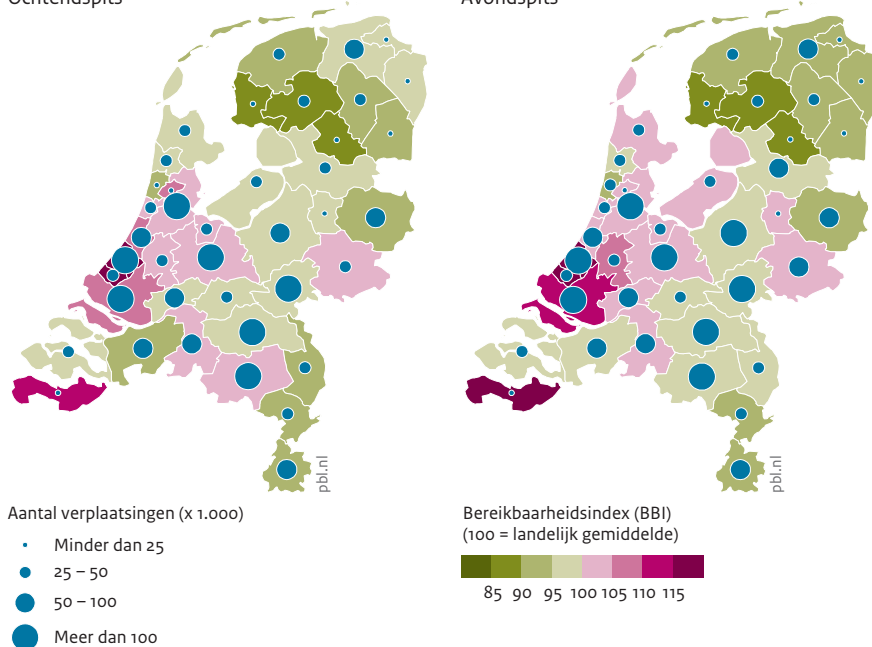 Ochtendspits
Avondspits
pbl.nl
pbl.nl
Aantal verplaatsingen (x 1.000)
Minder dan 25
25 – 50
50 – 100
Meer dan 100
Bereikbaarheidsindex (BBI)
(100 = landelijk gemiddelde)
85 90 95 100 105 110 115